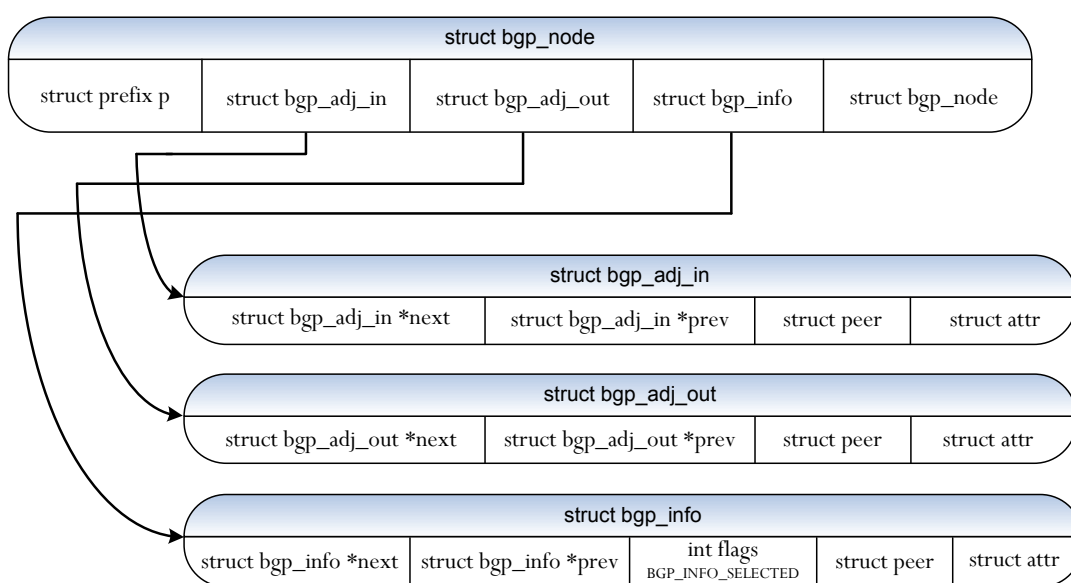 struct bgp_node
struct prefix p
struct bgp_adj_in
struct bgp_adj_out
struct bgp_info
struct bgp_node
struct bgp_adj_in
struct bgp_adj_in *next
struct bgp_adj_in *prev
struct peer
struct attr
struct bgp_adj_out
struct bgp_adj_out *next
struct bgp_adj_out *prev
struct peer
struct attr
struct bgp_info
struct bgp_info *next
struct bgp_info *prev
int flags
BGP_INFO_SELECTED
struct peer
struct attr